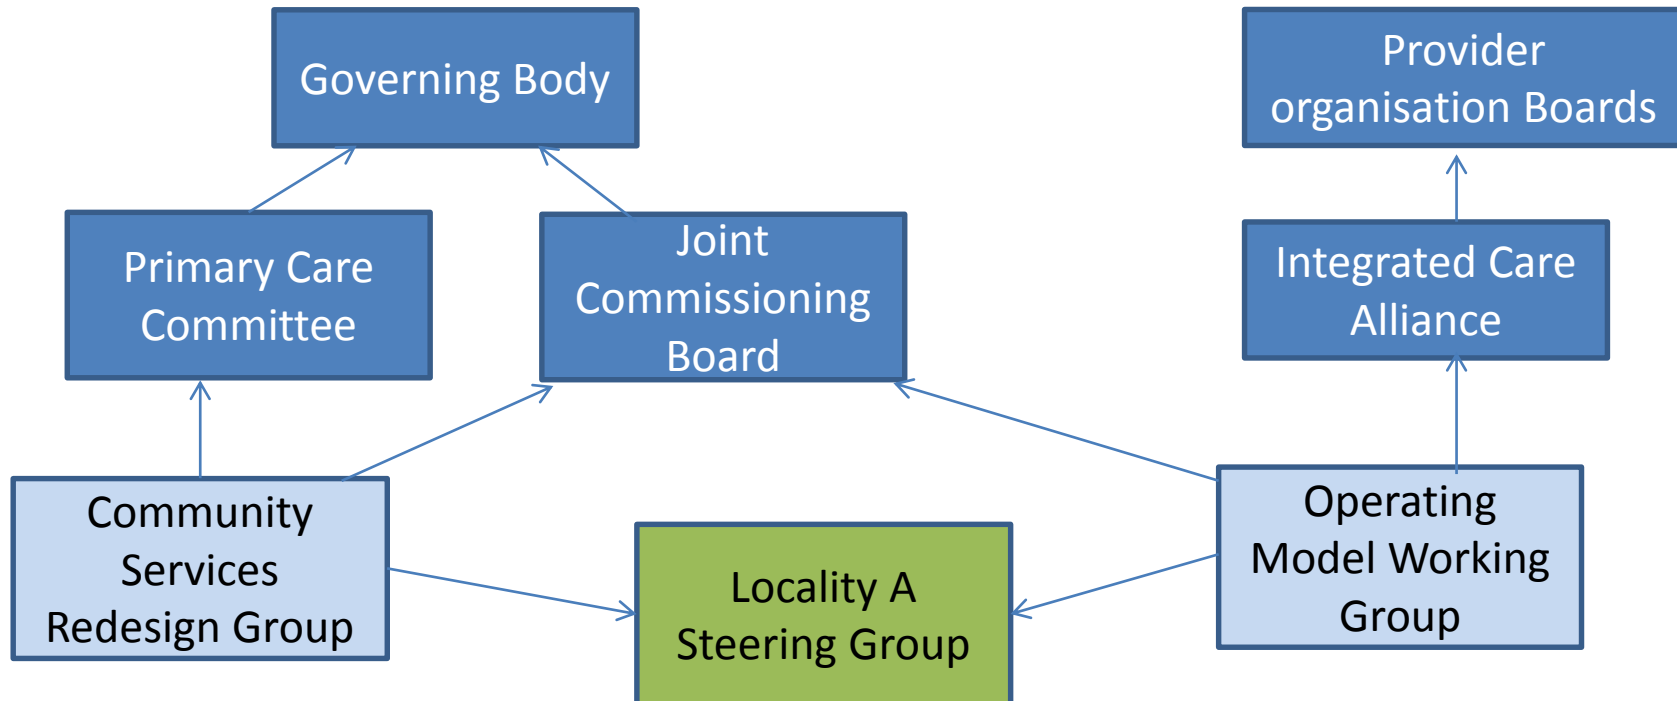 Governing Body
Provider
organisation Boards
Primary Care
Committee
Joint
Commissioning
Board
Integrated Care
Alliance
Community
Services
Redesign Group
Locality A
Steering Group
Operating
Model Working
Group